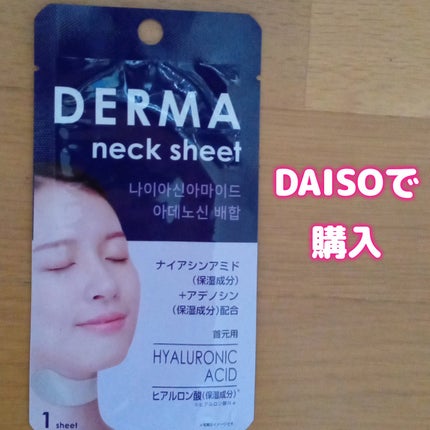 DERMA
neck sheet
나이아신아마이드
아데노신 배합
ナイアシンアミド
(保湿成分)
+アデノシン
(保湿成分)配合
首元用
HYALURONIC
ACID
ヒアルロン酸(保湿成分)
1 sheet
DAISOで
購入